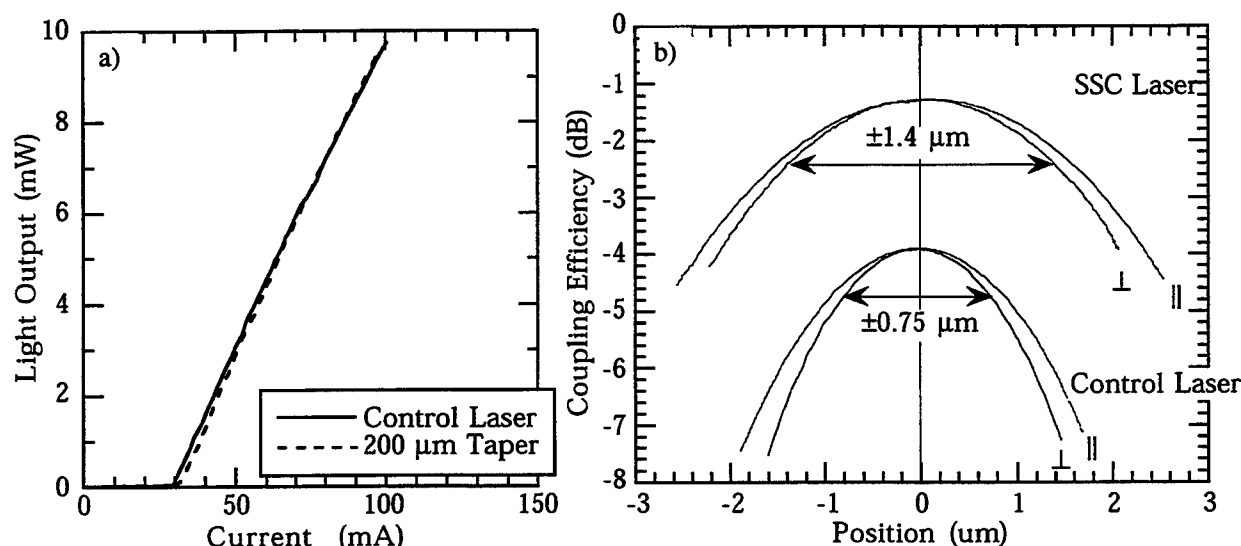 a)
10
8
6
4
2
0
Light Output (mW)
Control Laser
200 μm Taper
0
50
100
150
Current (mA)
b)
-0
-1
-2
-3
-4
-5
-6
-7
-8
Coupling Efficiency (dB)
SSC Laser
±1.4 μm
⊥
||
±0.75 μm
Control Laser
⊥
||
-3
-2
-1
0
1
2
3
Position (um)